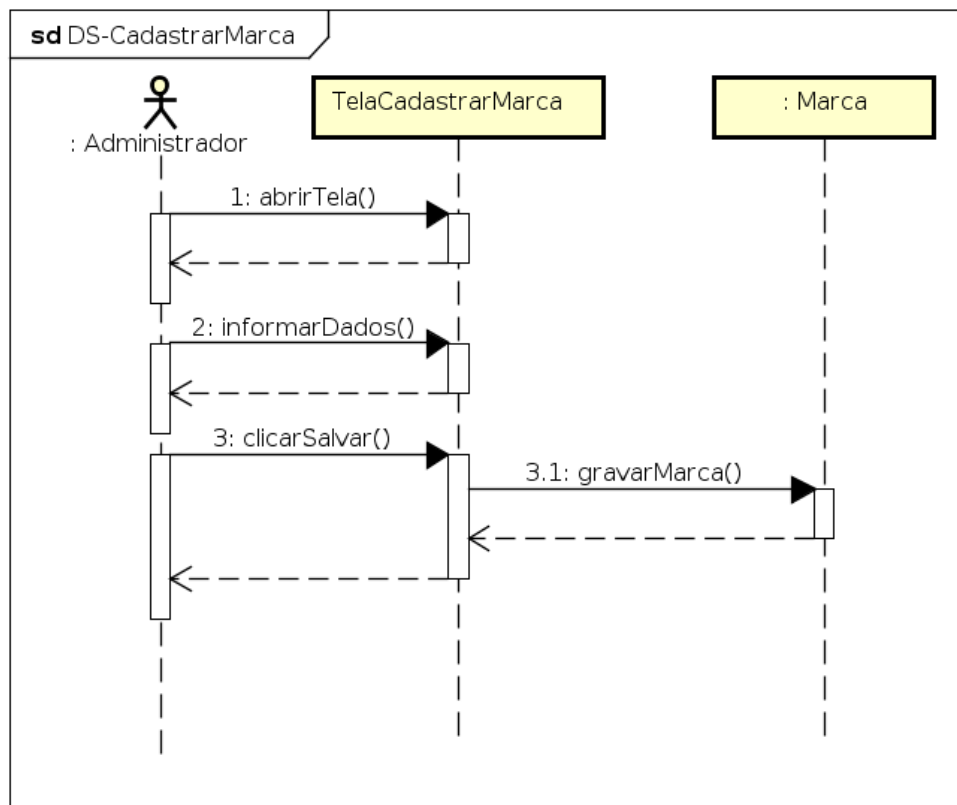 sd DS-CadastrarMarca
TelaCadastrarMarca
: Marca
: Administrador
1: abrirTela()
2: informarDados()
3: clicarSalvar()
3.1: gravarMarca()